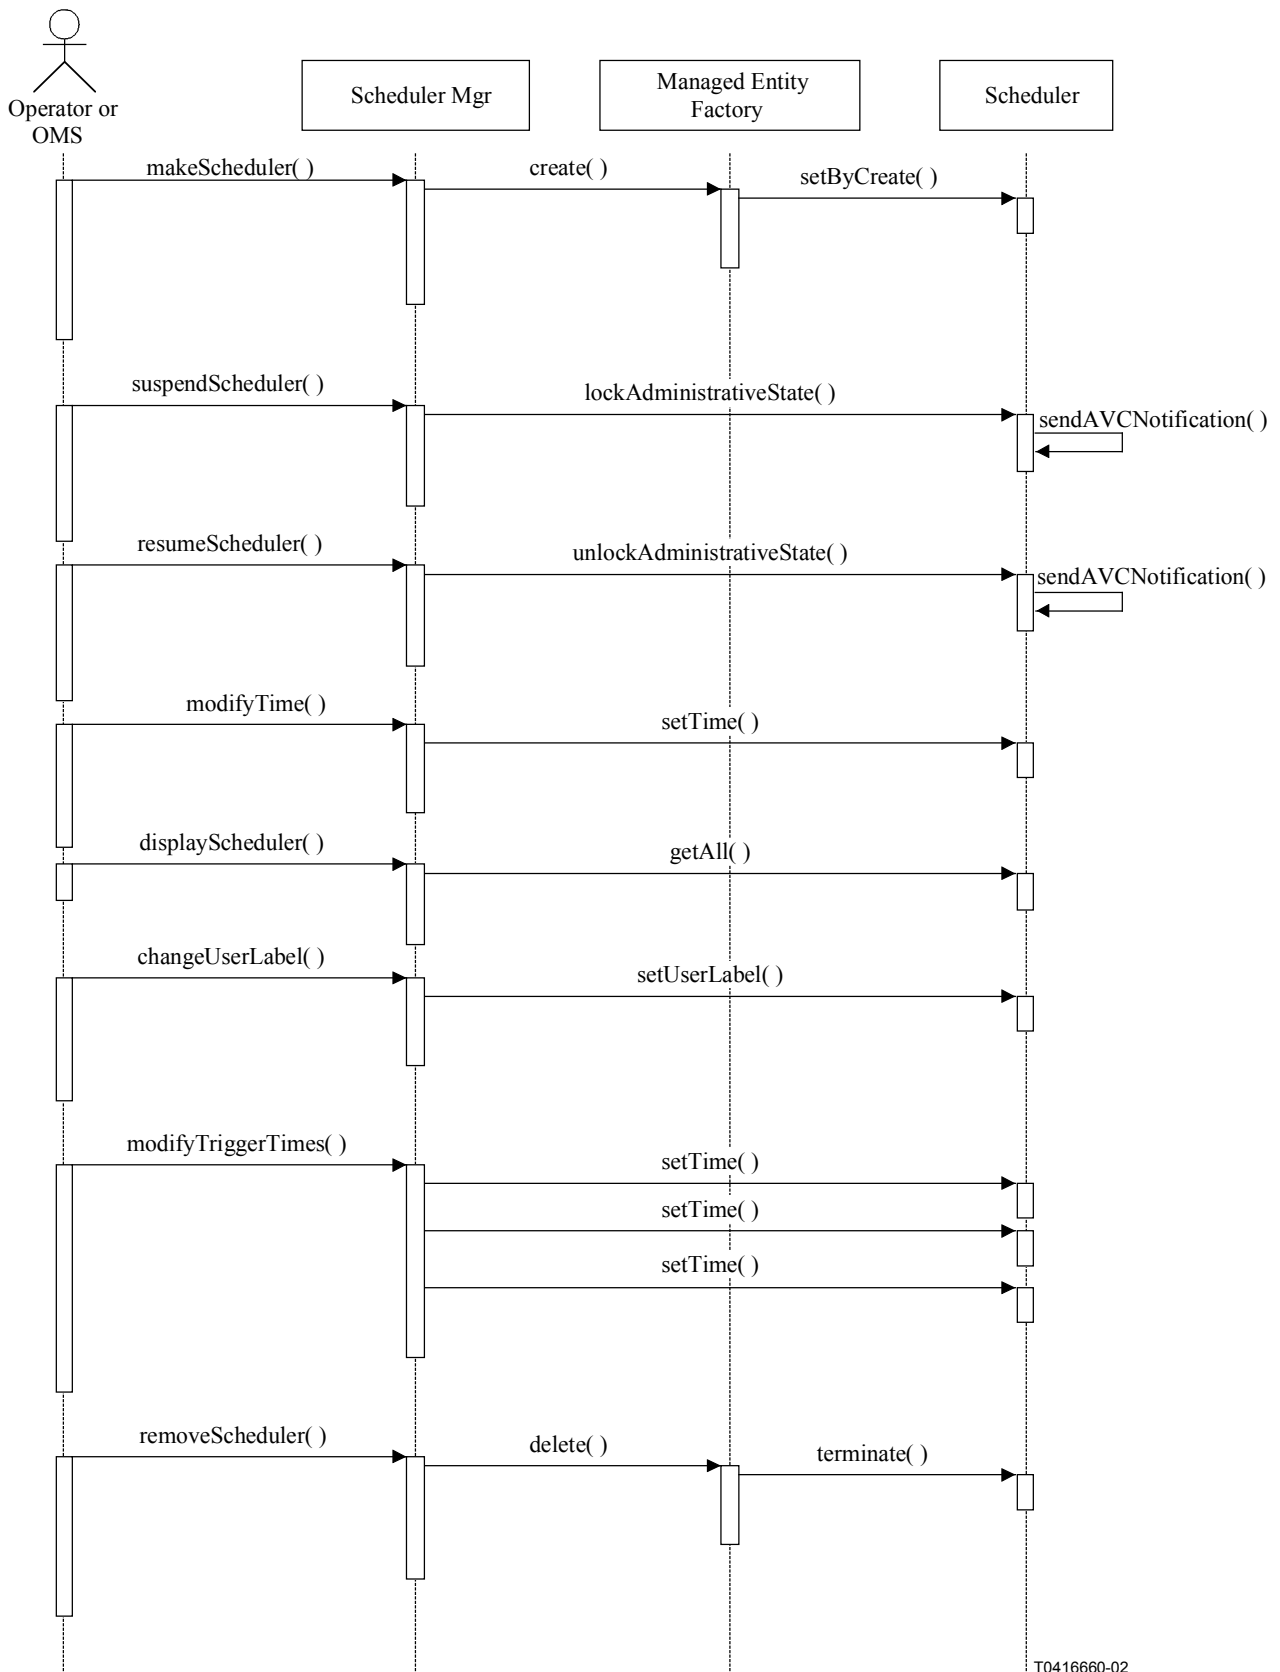 Operator or
OMS
Scheduler Mgr
Managed Entity
Factory
Scheduler
makeScheduler( )
create( )
setByCreate( )
suspendScheduler( )
lockAdministrativeState( )
sendAVCNotification( )
resumeScheduler( )
unlockAdministrativeState( )
sendAVCNotification( )
modifyTime( )
setTime( )
displayScheduler( )
getAll( )
changeUserLabel( )
setUserLabel( )
modifyTriggerTimes( )
setTime( )
setTime( )
setTime( )
removeScheduler( )
delete( )
terminate( )
T0416660-02